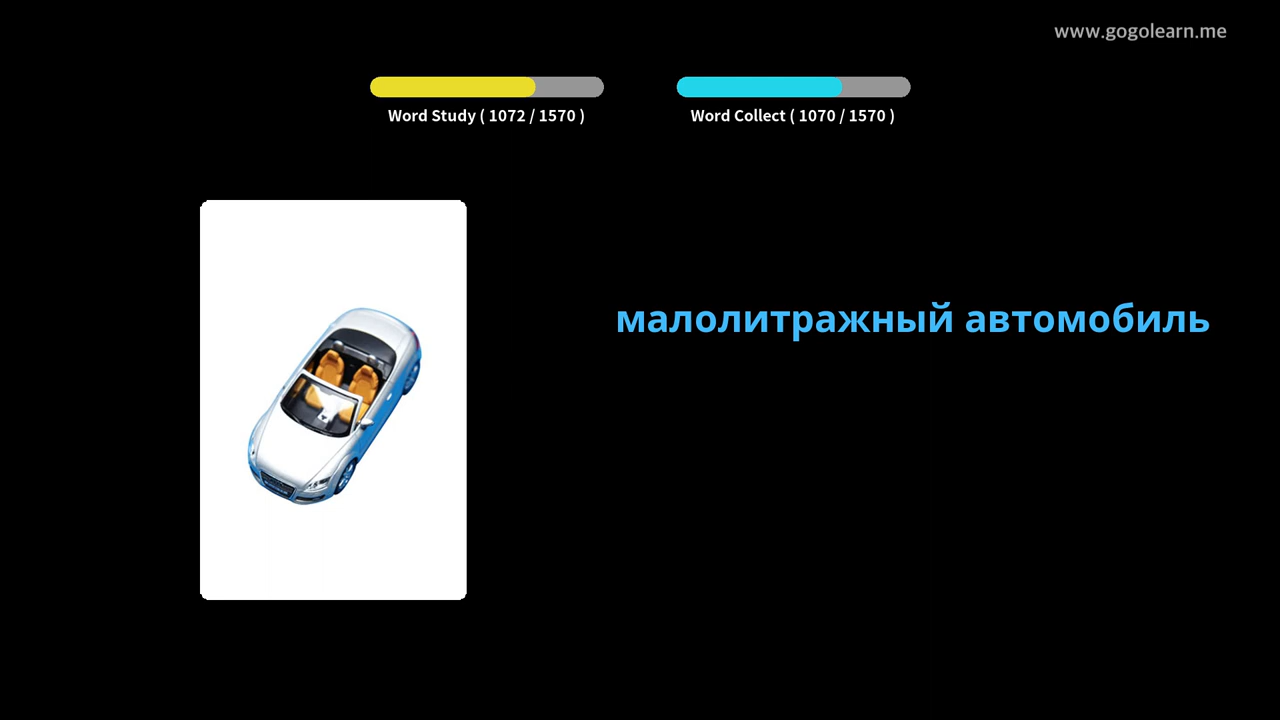 www.gogolearn.me
Word Study ( 1072 / 1570 )
Word Collect ( 1070 / 1570 )
малолитражный автомобиль